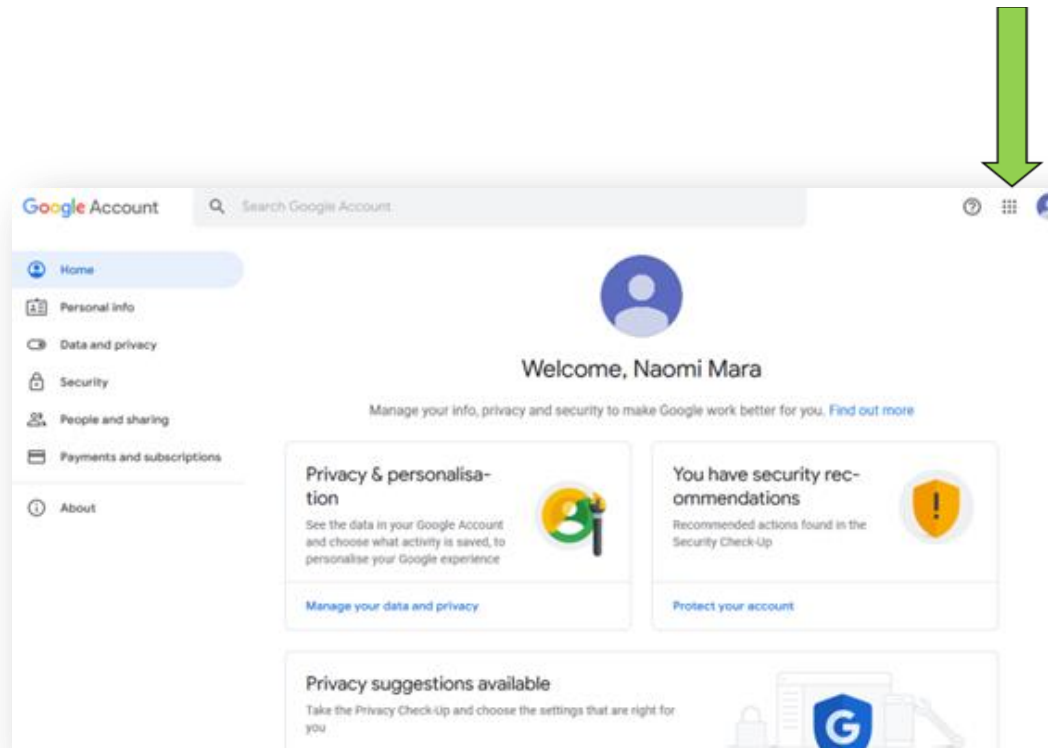 Google Account
Search Google Account
Home
Personal info
Data and privacy
Security
People and sharing
Payments and subscriptions
About
Welcome, Naomi Mara
Manage your info, privacy and security to make Google work better for you. Find out more
Privacy & personalisa-
tion
See the data in your Google Account
and choose what activity is saved, to
personalise your Google experience
Manage your data and privacy
You have security rec-
ommendations
Recommended actions found in the
Security Check-Up
Protect your account
Privacy suggestions available
Take the Privacy Check-Up and choose the settings that are right for
you
G